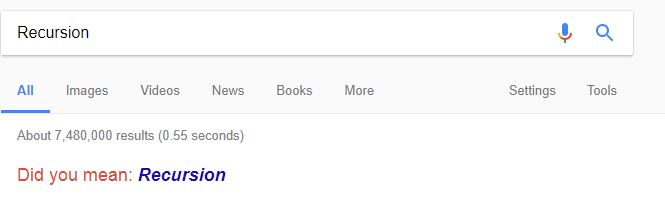 Recursion
All Images Videos News Books More Settings Tools
About 7,480,000 results (0.55 seconds)
Did you mean: Recursion